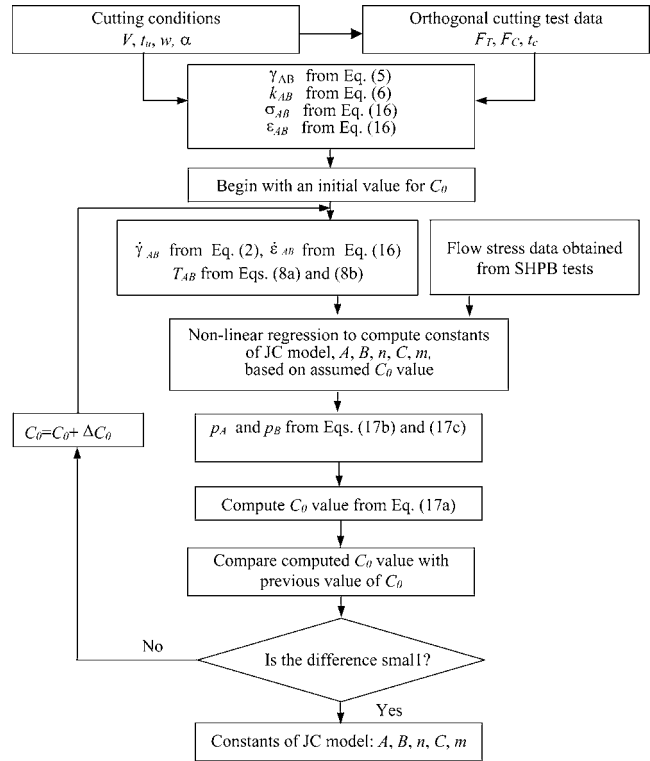 Cutting conditions
V, tu, w, α
Orthogonal cutting test data
FT, FC, tc
γAB from Eq. (5)
kAB from Eq. (6)
σAB from Eq. (16)
εAB from Eq. (16)
Begin with an initial value for C0
γ̇AB from Eq. (2), ε̇AB from Eq. (16)
TAB from Eqs. (8a) and (8b)
Flow stress data obtained
from SHPB tests
Non-linear regression to compute constants
of JC model, A, B, n, C, m,
based on assumed C0 value
C0=C0+ ΔC0
pA and pB from Eqs. (17b) and (17c)
Compute C0 value from Eq. (17a)
Compare computed C0 value with
previous value of C0
No
Is the difference small?
Yes
Constants of JC model: A, B, n, C, m